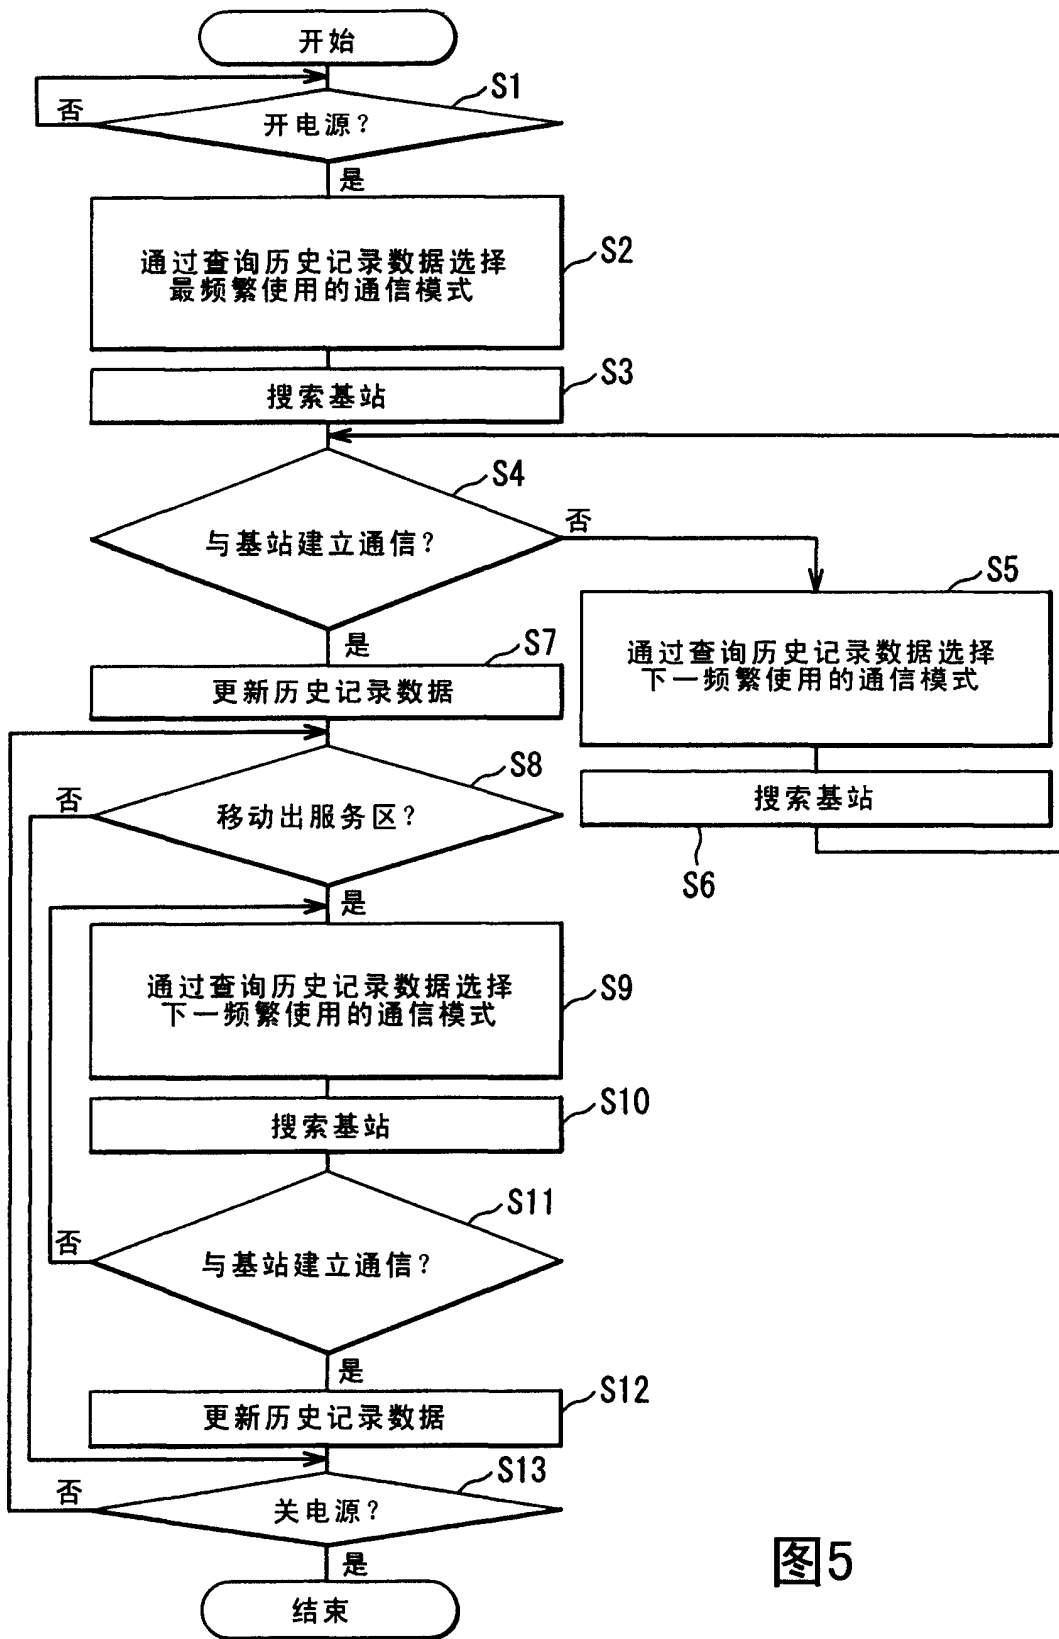 开始
S1
否
开电源?
是
S2
通过查询历史记录数据选择
最频繁使用的通信模式
S3
搜索基站
S4
与基站建立通信?
否
是
S5
通过查询历史记录数据选择
下一频繁使用的通信模式
搜索基站
S6
S7
更新历史记录数据
S8
否
移动出服务区?
是
S9
通过查询历史记录数据选择
下一频繁使用的通信模式
S10
搜索基站
S11
否
与基站建立通信?
是
S12
更新历史记录数据
S13
否
关电源?
是
结束
图5